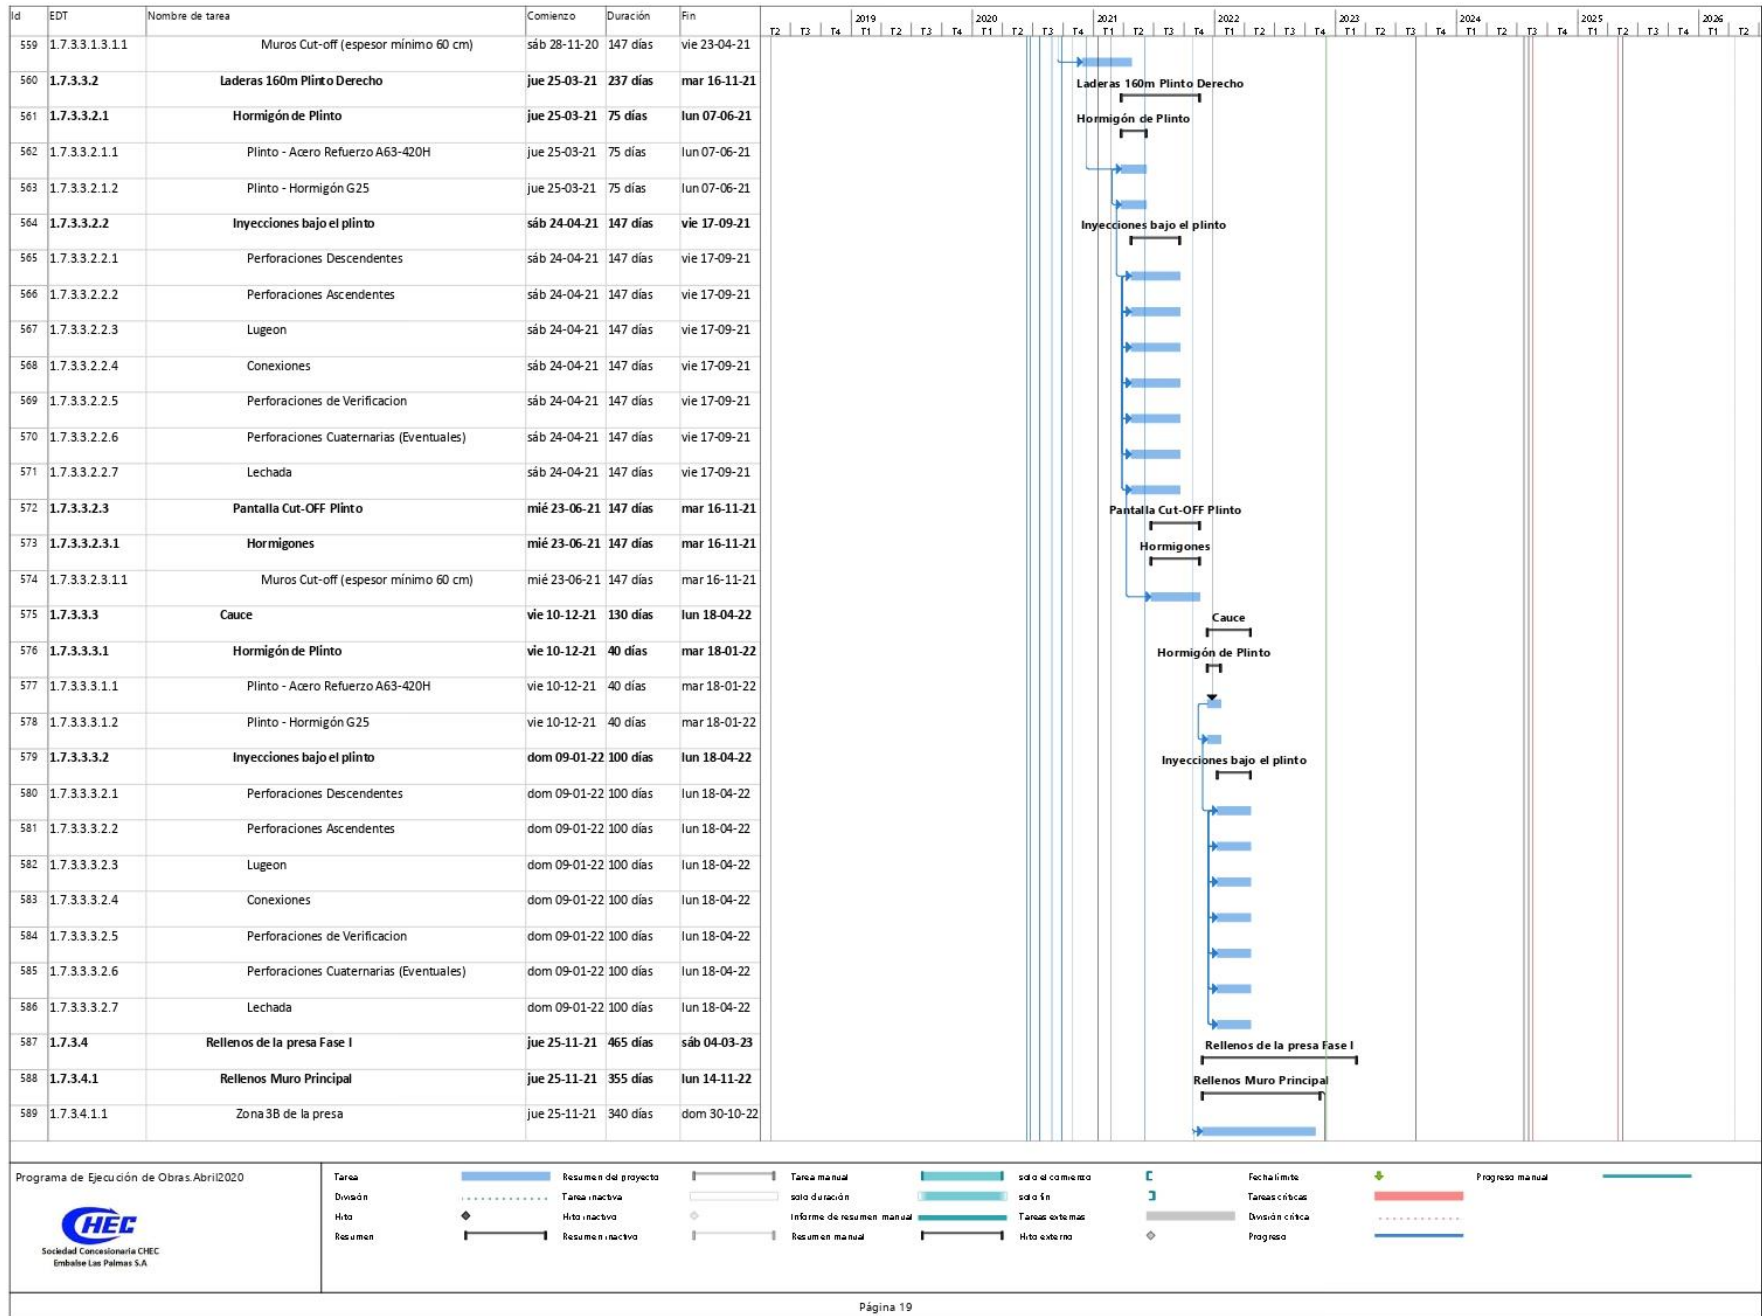 Id EDT Nombre de tarea Comienzo Duración Fin
2019 2020 2021 2022 2023 2024 2025 2026
T2 T3 T4 T1 T2 T3 T4 T1 T2 T3 T4 T1 T2 T3 T4 T1 T2 T3 T4 T1 T2 T3 T4 T1 T2 T3 T4 T1 T2 T3 T4 T1 T2
559 1.7.3.3.1.3.1.1 Muros Cut-off (espesor mínimo 60 cm) sáb 28-11-20 147 días vie 23-04-21
560 1.7.3.3.2 Laderas 160m Plinto Derecho jue 25-03-21 237 días mar 16-11-21
Laderas 160m Plinto Derecho
561 1.7.3.3.2.1 Hormigón de Plinto jue 25-03-21 75 días lun 07-06-21
Hormigón de Plinto
562 1.7.3.3.2.1.1 Plinto - Acero Refuerzo A63-420H jue 25-03-21 75 días lun 07-06-21
563 1.7.3.3.2.1.2 Plinto - Hormigón G25 jue 25-03-21 75 días lun 07-06-21
564 1.7.3.3.2.2 Inyecciones bajo el plinto sáb 24-04-21 147 días vie 17-09-21
Inyecciones bajo el plinto
565 1.7.3.3.2.2.1 Perforaciones Descendentes sáb 24-04-21 147 días vie 17-09-21
566 1.7.3.3.2.2.2 Perforaciones Ascendentes sáb 24-04-21 147 días vie 17-09-21
567 1.7.3.3.2.2.3 Lugeon sáb 24-04-21 147 días vie 17-09-21
568 1.7.3.3.2.2.4 Conexiones sáb 24-04-21 147 días vie 17-09-21
569 1.7.3.3.2.2.5 Perforaciones de Verificacion sáb 24-04-21 147 días vie 17-09-21
570 1.7.3.3.2.2.6 Perforaciones Cuaternarias (Eventuales) sáb 24-04-21 147 días vie 17-09-21
571 1.7.3.3.2.2.7 Lechada sáb 24-04-21 147 días vie 17-09-21
572 1.7.3.3.2.3 Pantalla Cut-OFF Plinto mié 23-06-21 147 días mar 16-11-21
Pantalla Cut-OFF Plinto
573 1.7.3.3.2.3.1 Hormigones mié 23-06-21 147 días mar 16-11-21
Hormigones
574 1.7.3.3.2.3.1.1 Muros Cut-off (espesor mínimo 60 cm) mié 23-06-21 147 días mar 16-11-21
575 1.7.3.3.3 Cauce vie 10-12-21 130 días lun 18-04-22
Cauce
576 1.7.3.3.3.1 Hormigón de Plinto vie 10-12-21 40 días mar 18-01-22
Hormigón de Plinto
577 1.7.3.3.3.1.1 Plinto - Acero Refuerzo A63-420H vie 10-12-21 40 días mar 18-01-22
578 1.7.3.3.3.1.2 Plinto - Hormigón G25 vie 10-12-21 40 días mar 18-01-22
579 1.7.3.3.3.2 Inyecciones bajo el plinto dom 09-01-22 100 días lun 18-04-22
Inyecciones bajo el plinto
580 1.7.3.3.3.2.1 Perforaciones Descendentes dom 09-01-22 100 días lun 18-04-22
581 1.7.3.3.3.2.2 Perforaciones Ascendentes dom 09-01-22 100 días lun 18-04-22
582 1.7.3.3.3.2.3 Lugeon dom 09-01-22 100 días lun 18-04-22
583 1.7.3.3.3.2.4 Conexiones dom 09-01-22 100 días lun 18-04-22
584 1.7.3.3.3.2.5 Perforaciones de Verificacion dom 09-01-22 100 días lun 18-04-22
585 1.7.3.3.3.2.6 Perforaciones Cuaternarias (Eventuales) dom 09-01-22 100 días lun 18-04-22
586 1.7.3.3.3.2.7 Lechada dom 09-01-22 100 días lun 18-04-22
587 1.7.3.4 Rellenos de la presa Fase I jue 25-11-21 465 días sáb 04-03-23
Rellenos de la presa Fase I
588 1.7.3.4.1 Rellenos Muro Principal jue 25-11-21 355 días lun 14-11-22
Rellenos Muro Principal
589 1.7.3.4.1.1 Zona 3B de la presa jue 25-11-21 340 días dom 30-10-22
Programa de Ejecución de Obras.Abril2020
CHEC
Sociedad Concesionaria CHEC
Embalse Las Palmas S.A
Tarea Resumen del proyecto Tarea manual solo el comienzo Fecha límite Progreso manual
División Tarea inactiva solo duración solo fin Tareas críticas
Hito Hito inactivo Informe de resumen manual Tareas externas División crítica
Resumen Resumen inactivo Resumen manual Hito externo Progreso
Página 19